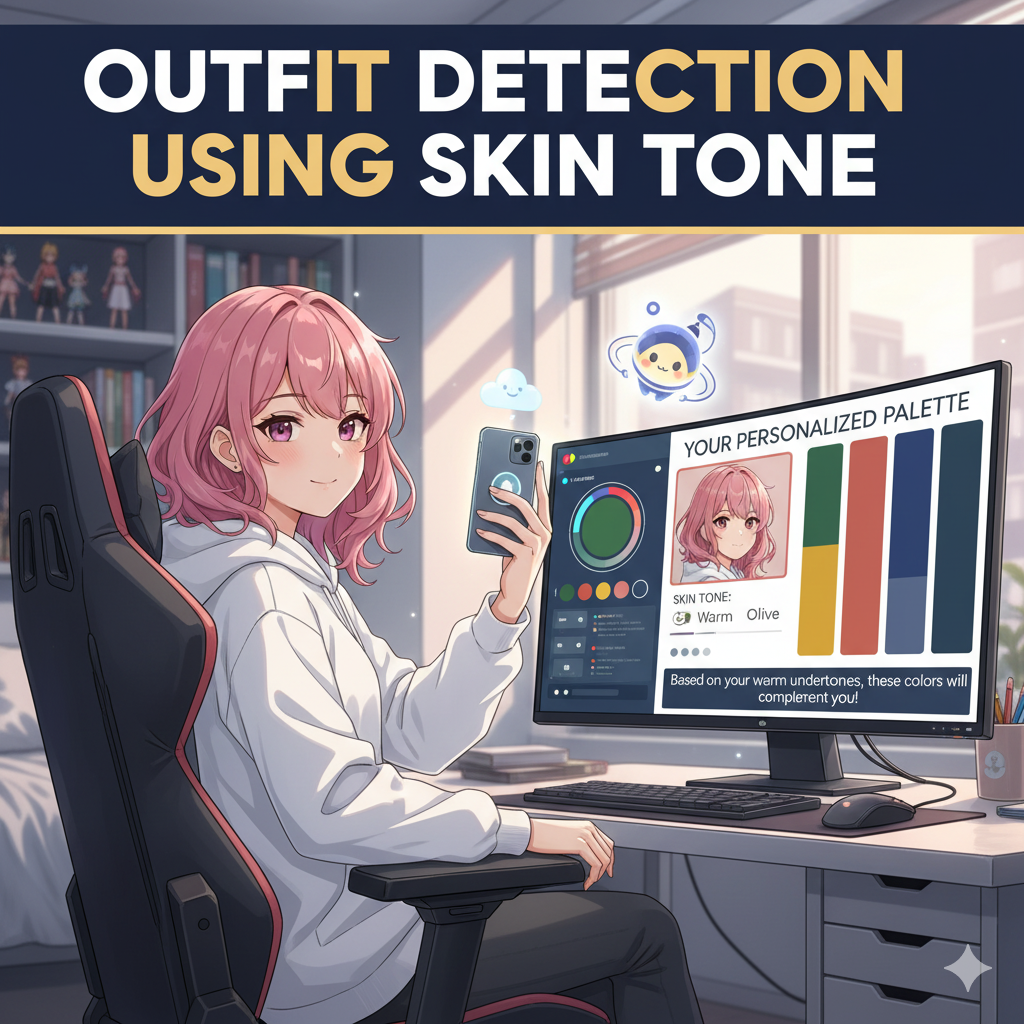 OUTFIT DETECTION
USING SKIN TONE
YOUR PERSONALIZED PALETTE
SKIN TONE:
Warm Olive
Based on your warm undertones, these colors will
complerent you!